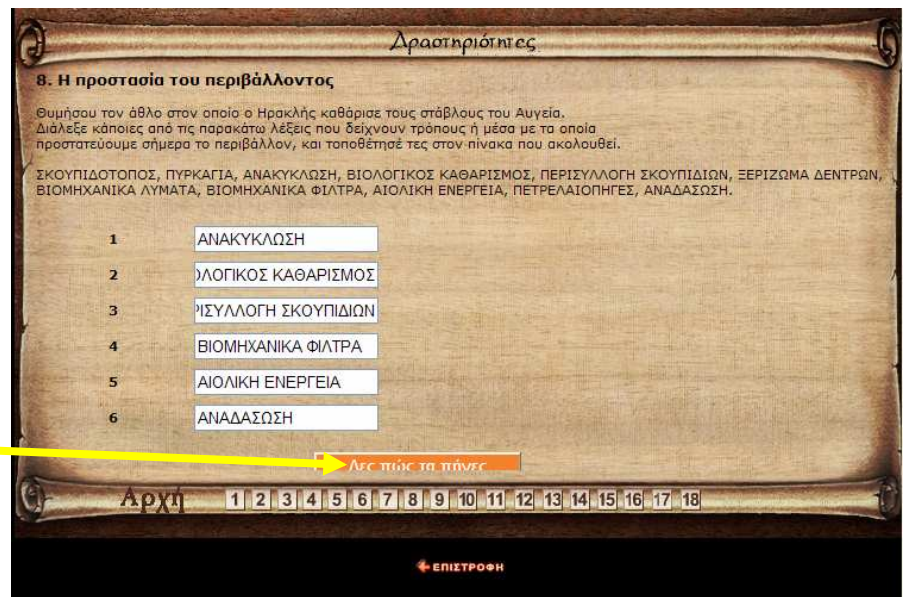 Δραστηριότητες
8. Η προστασία του περιβάλλοντος
Θυμήσου τον άθλο στον οποίο ο Ηρακλής καθάρισε τους στάβλους του Αυγεία.
Διάλεξε κάποιες από τις παρακάτω λέξεις που δείχνουν τρόπους ή μέσα με τα οποία
προστατεύουμε σήμερα το περιβάλλον, και τοποθέτησέ τες στον πίνακα που ακολουθεί.
ΣΚΟΥΠΙΔΟΤΟΠΟΣ, ΠΥΡΚΑΓΙΑ, ΑΝΑΚΥΚΛΩΣΗ, ΒΙΟΛΟΓΙΚΟΣ ΚΑΘΑΡΙΣΜΟΣ, ΠΕΡΙΣΥΛΛΟΓΗ ΣΚΟΥΠΙΔΙΩΝ, ΞΕΡΙΖΩΜΑ ΔΕΝΤΡΩΝ,
ΒΙΟΜΗΧΑΝΙΚΑ ΛΥΜΑΤΑ, ΒΙΟΜΗΧΑΝΙΚΑ ΦΙΛΤΡΑ, ΑΙΟΛΙΚΗ ΕΝΕΡΓΕΙΑ, ΠΕΤΡΕΛΑΙΟΠΗΓΕΣ, ΑΝΑΔΑΣΩΣΗ.
1 ΑΝΑΚΥΚΛΩΣΗ
2 ΟΛΟΓΙΚΟΣ ΚΑΘΑΡΙΣΜΟΣ
3 ΡΙΣΥΛΛΟΓΗ ΣΚΟΥΠΙΔΙΩΝ
4 ΒΙΟΜΗΧΑΝΙΚΑ ΦΙΛΤΡΑ
5 ΑΙΟΛΙΚΗ ΕΝΕΡΓΕΙΑ
6 ΑΝΑΔΑΣΩΣΗ
Δες πώς τα πήγες
Αρχή 1 2 3 4 5 6 7 8 9 10 11 12 13 14 15 16 17 18
ΕΠΙΣΤΡΟΦΗ